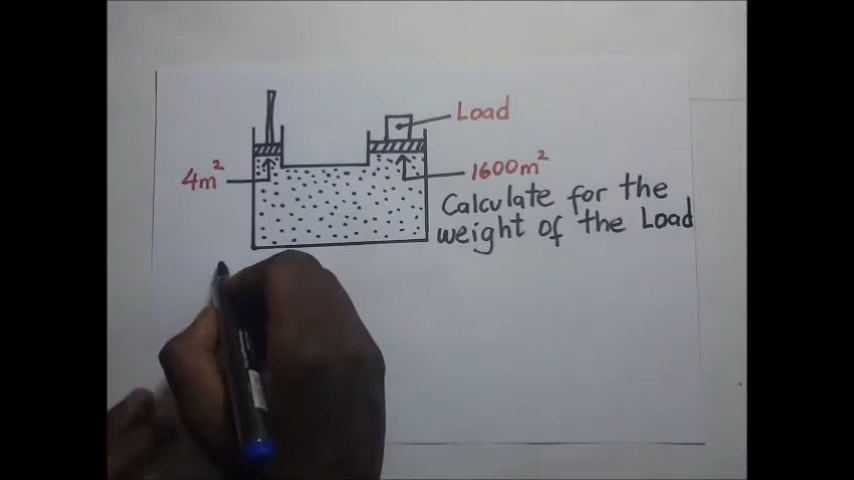 Load
4m²
1600m²
Calculate for the
weight of the Load